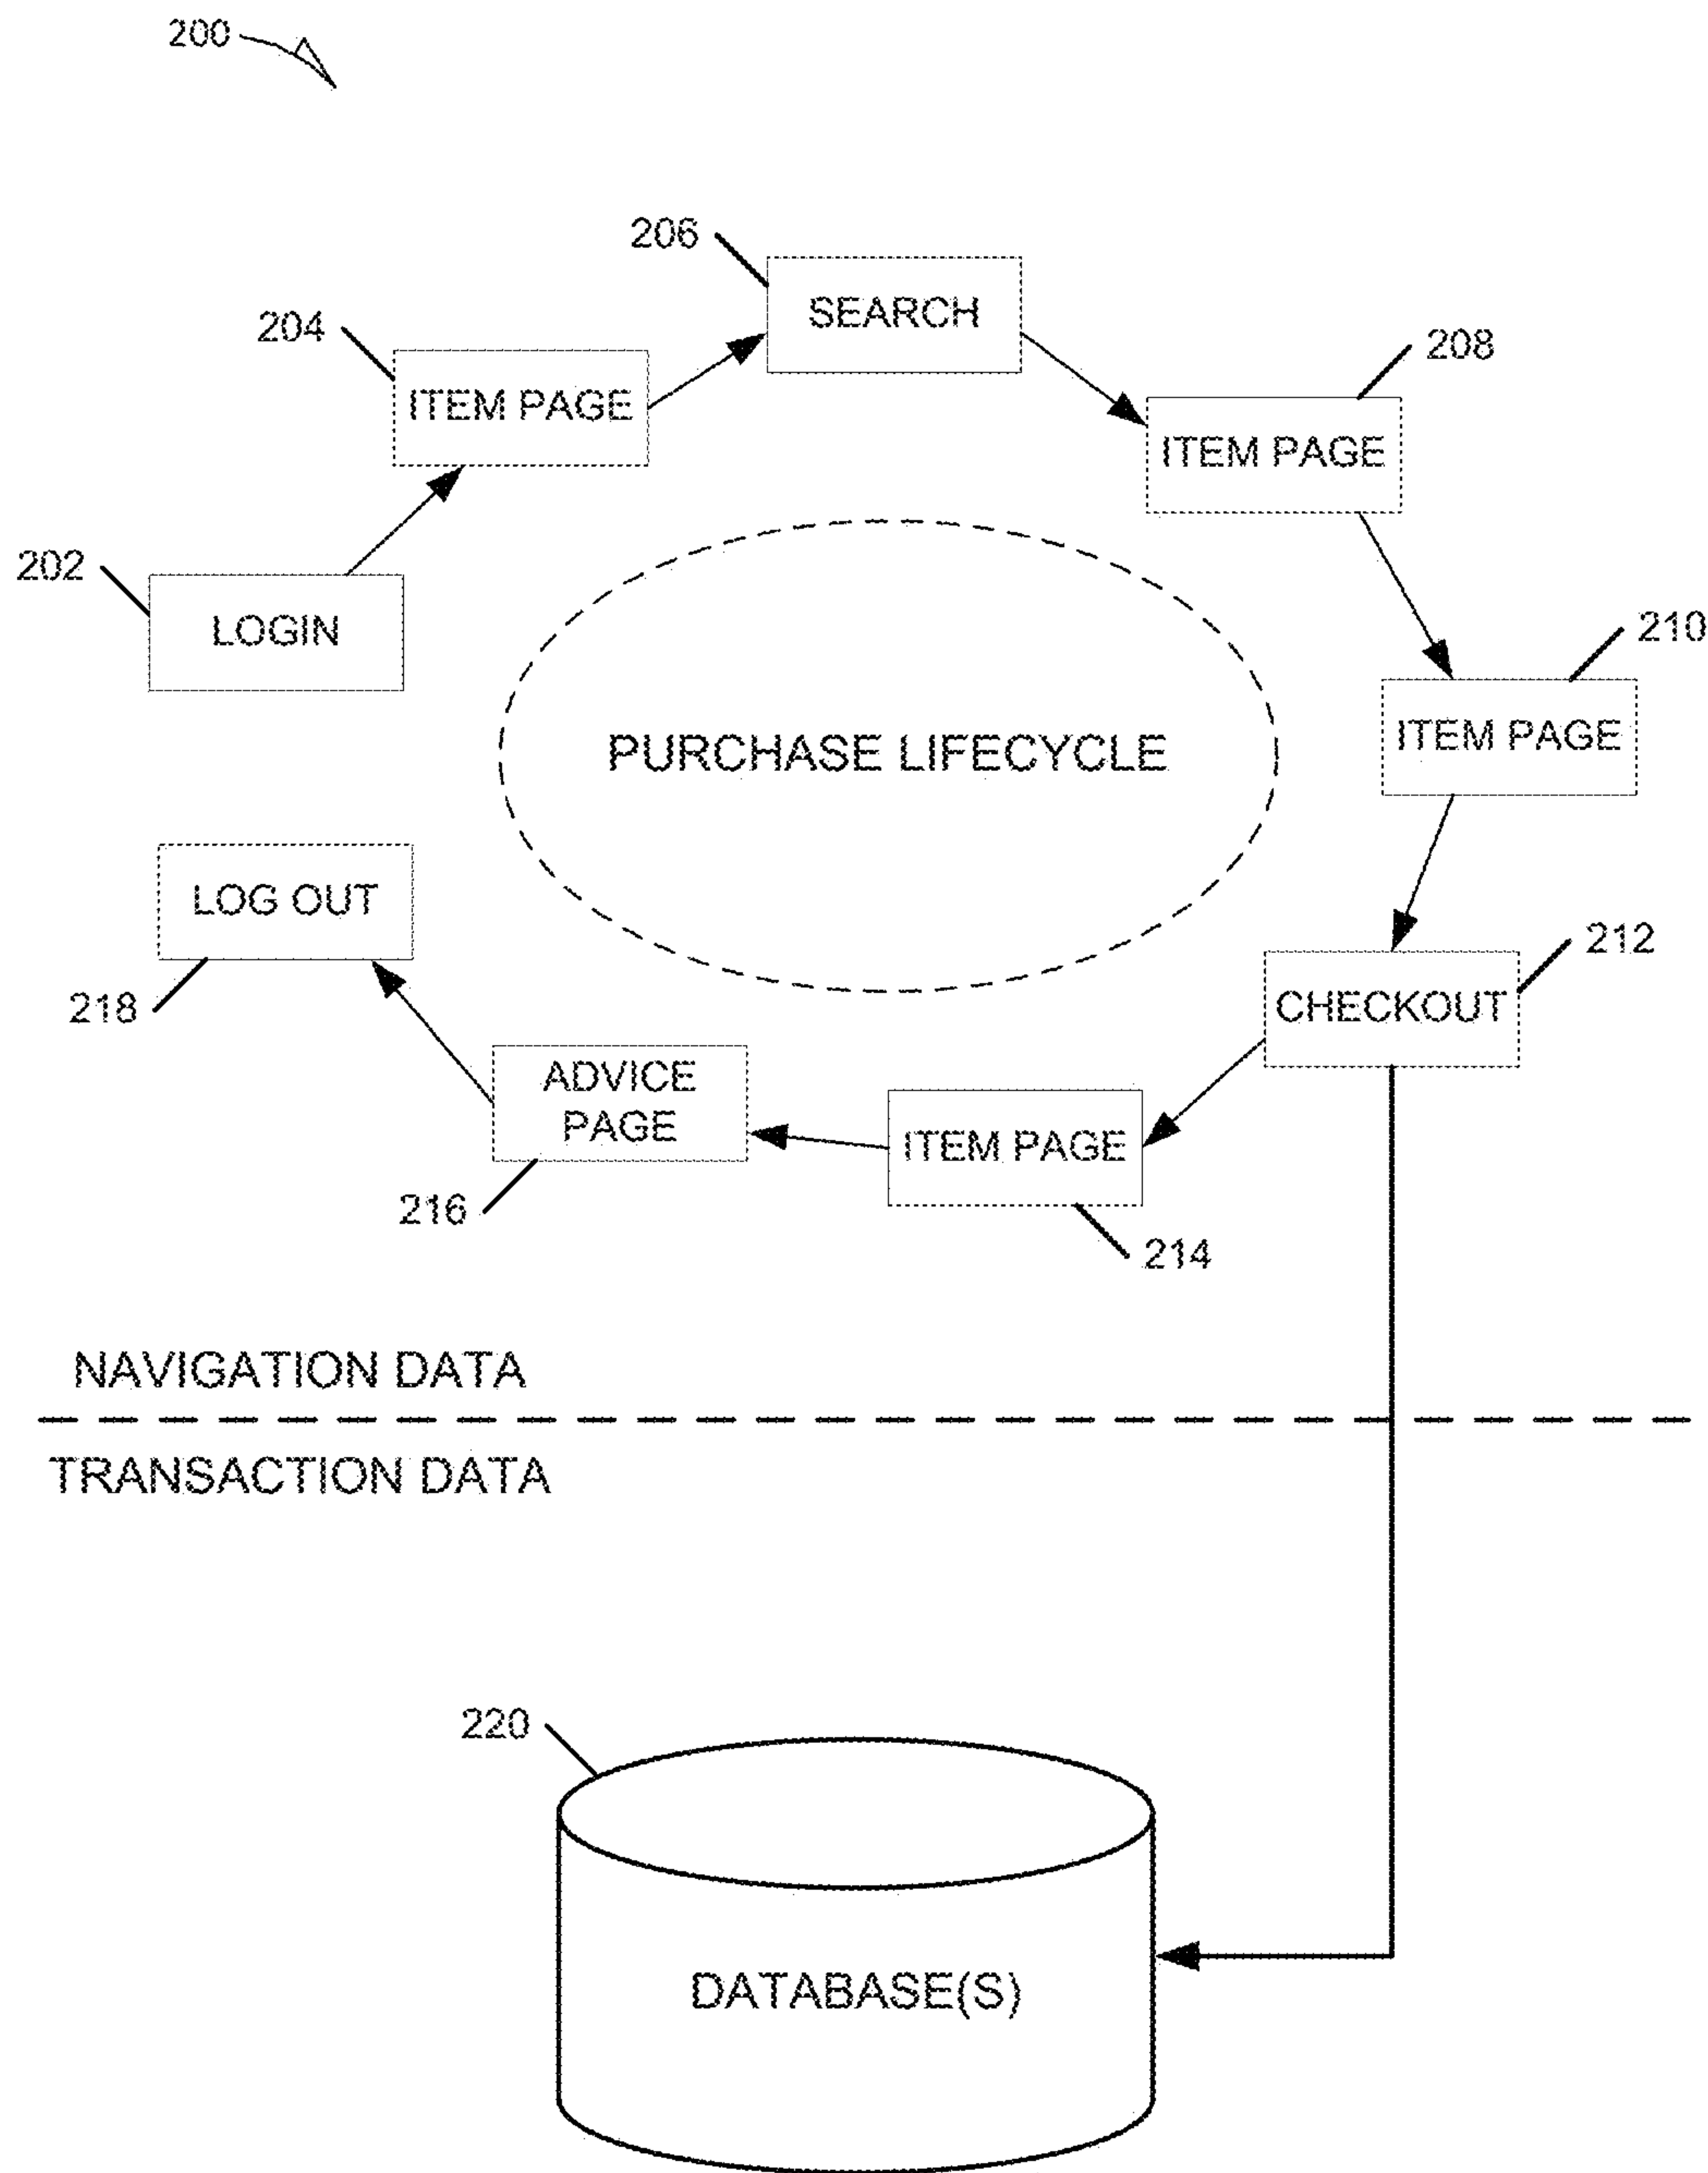 200
206
SEARCH
204
ITEM PAGE
208
ITEM PAGE
202
LOGIN
210
ITEM PAGE
PURCHASE LIFECYCLE
LOG OUT
218
212
CHECKOUT
ADVICE
PAGE
216
ITEM PAGE
214
NAVIGATION DATA
TRANSACTION DATA
220
DATABASE(S)